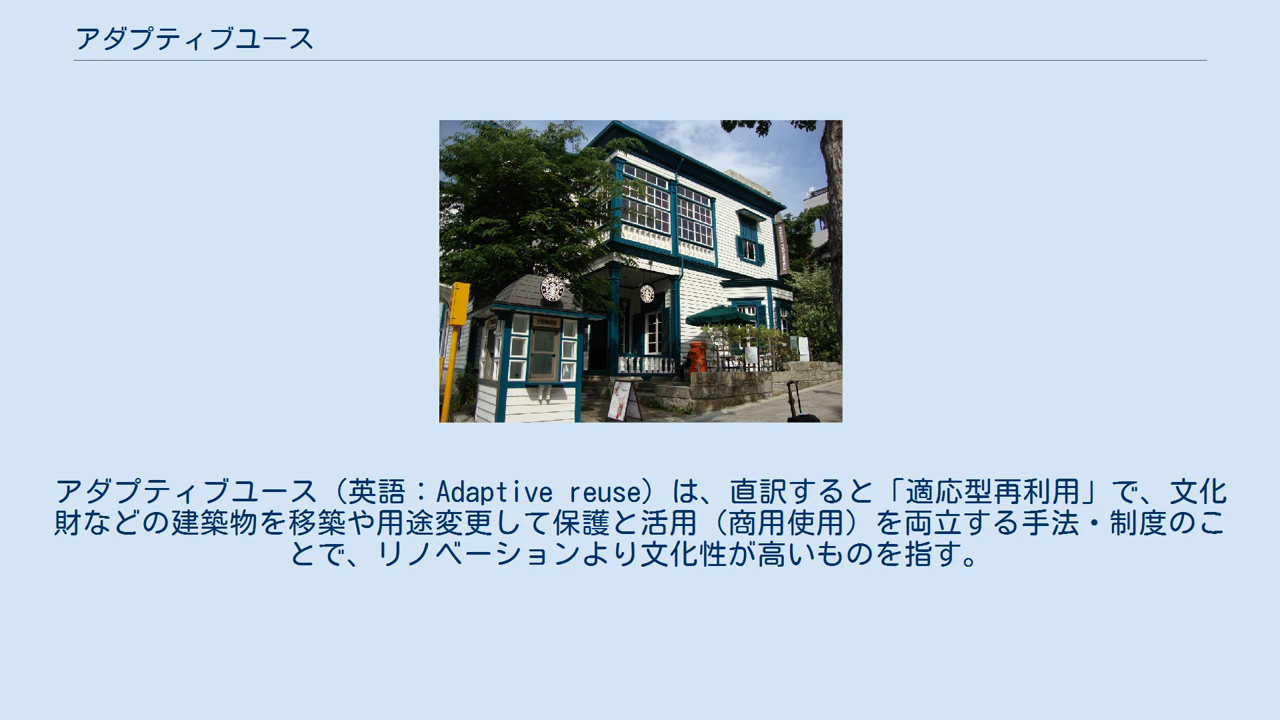 アダプティブユース
アダプティブユース（英語：Adaptive reuse）は、直訳すると「適応型再利用」で、文化
財などの建築物を移築や用途変更して保護と活用（商用使用）を両立する手法・制度のこ
とで、リノベーションより文化性が高いものを指す。